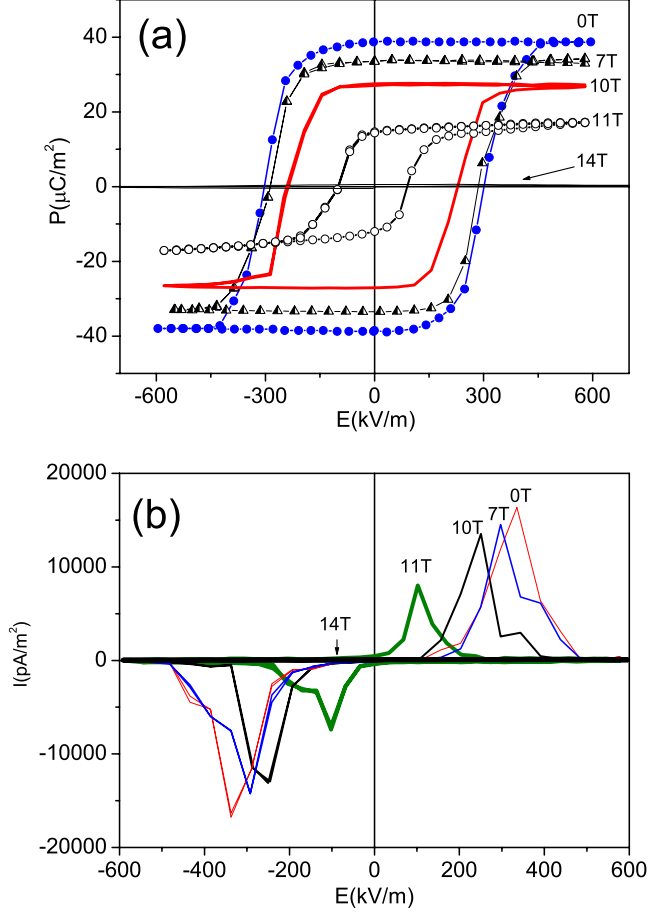 (a)
0T
7T
10T
11T
14T
40
20
0
-20
-40
P(μC/m²)
-600 -300 0 300 600
E(kV/m)
(b)
0T
7T
10T
11T
14T
20000
10000
0
-10000
-20000
I(pA/m²)
-600 -400 -200 0 200 400 600
E(kV/m)